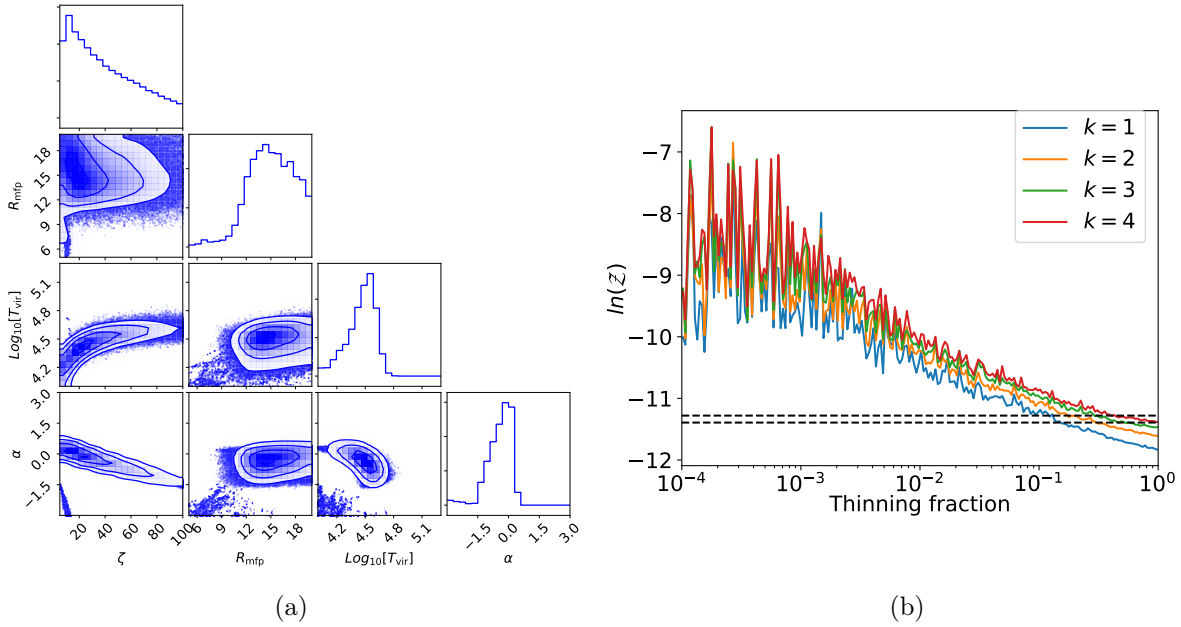 18
15
12
9
6
R_mfp
5.1
4.8
4.5
4.2
Log₁₀[T_vir]
3.0
1.5
0.0
−1.5
α
20 40 60 80 100
ζ
6 9 12 15 18
R_mfp
4.2 4.5 4.8 5.1
Log₁₀[T_vir]
−1.5 0.0 1.5 3.0
α
(a)
k = 1
k = 2
k = 3
k = 4
−7
−8
−9
−10
−11
−12
ln(𝒵)
10⁻⁴ 10⁻³ 10⁻² 10⁻¹ 10⁰
Thinning fraction
(b)